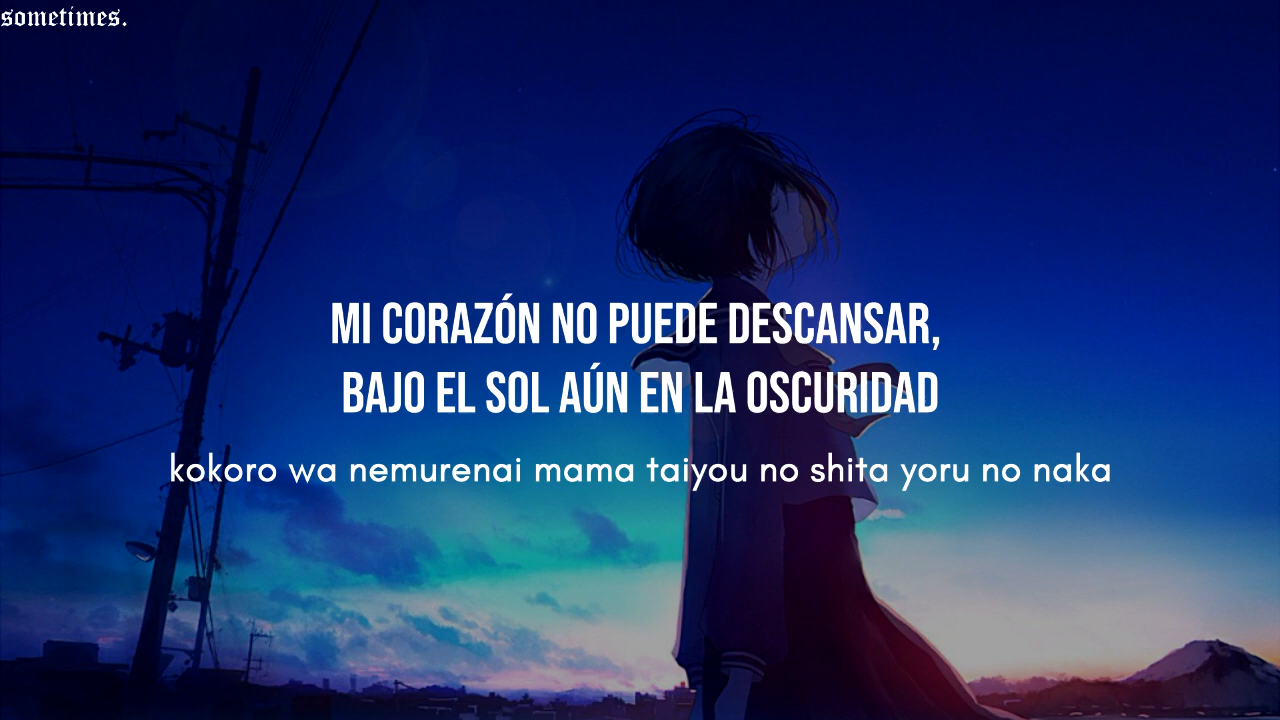 sometimes.
MI CORAZÓN NO PUEDE DESCANSAR,
BAJO EL SOL AÚN EN LA OSCURIDAD
kokoro wa nemurenai mama taiyou no shita yoru no naka